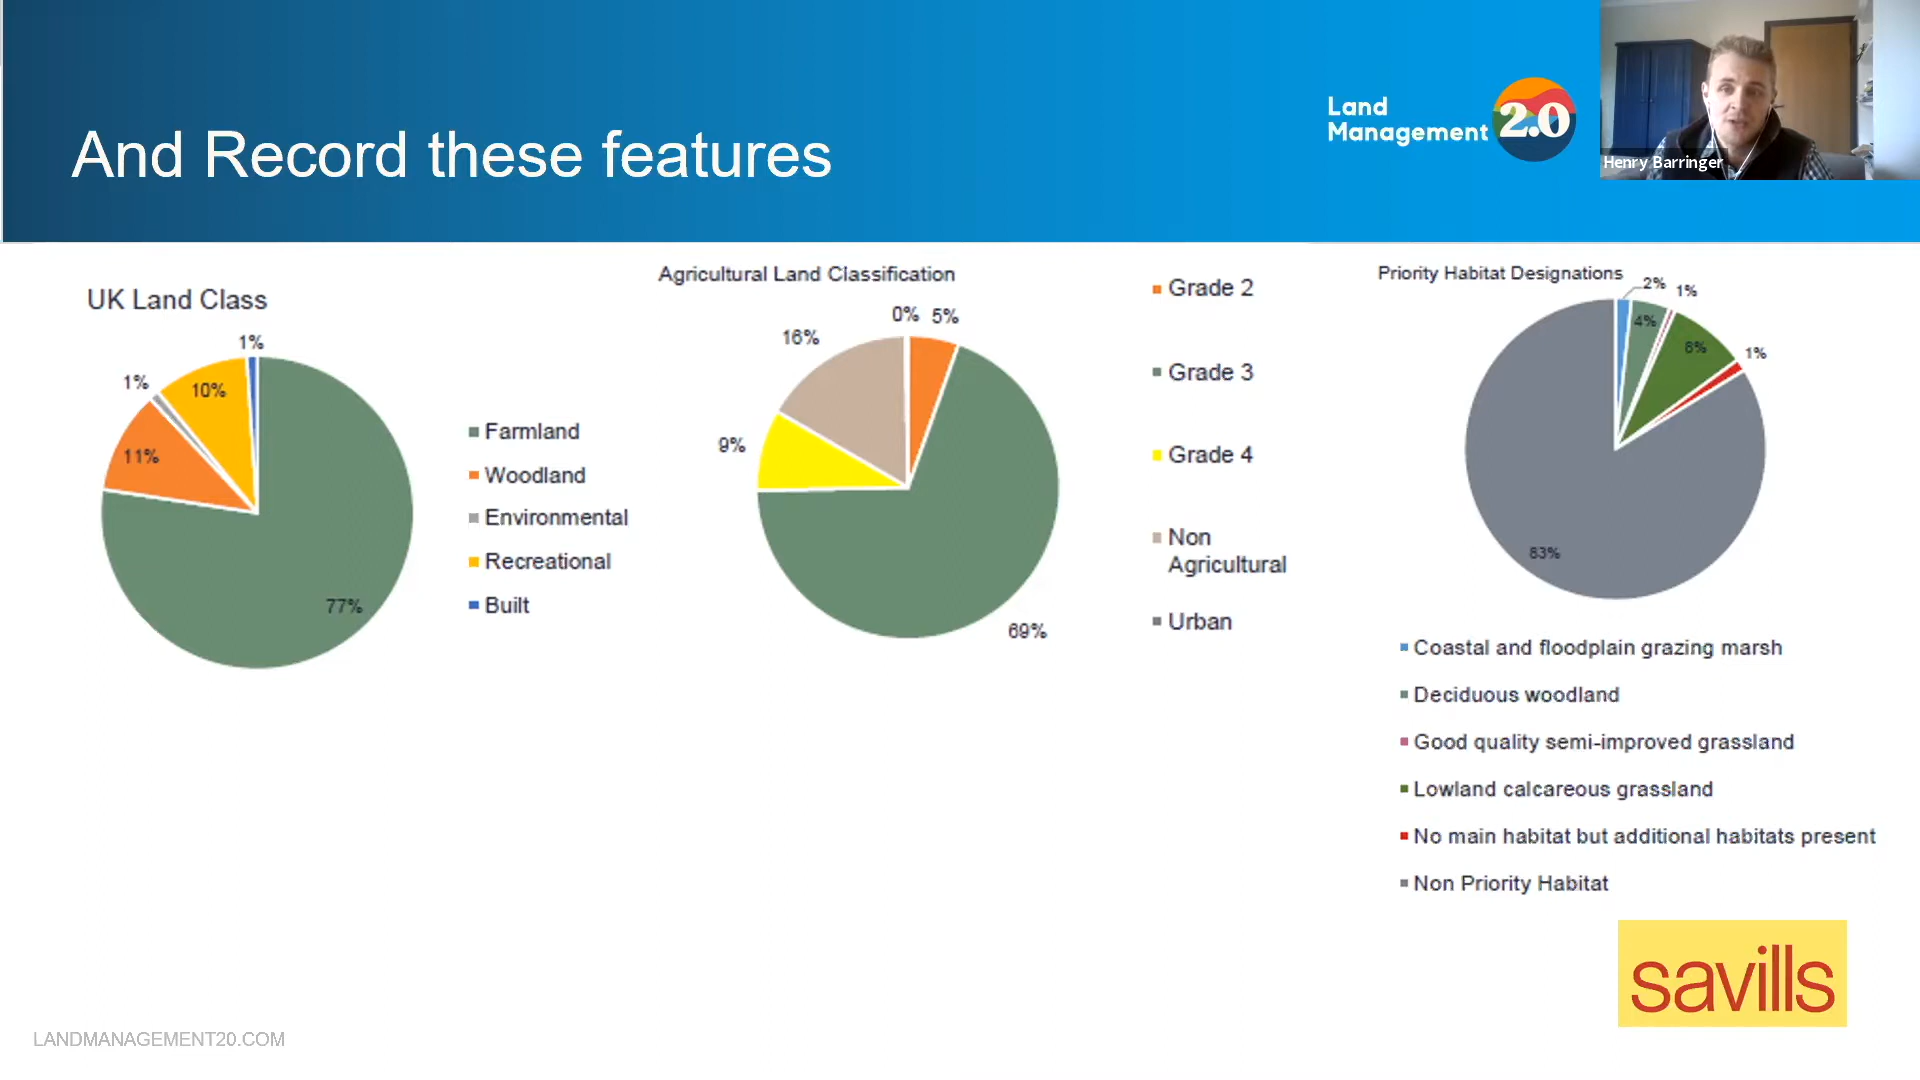 And Record these features
Land
Management
2.0
Henry Barringer
UK Land Class
1%
1%
10%
11%
77%
Farmland
Woodland
Environmental
Recreational
Built
Agricultural Land Classification
0%
5%
16%
9%
69%
Grade 2
Grade 3
Grade 4
Non
Agricultural
Urban
Priority Habitat Designations
2%
1%
4%
8%
1%
83%
Coastal and floodplain grazing marsh
Deciduous woodland
Good quality semi-improved grassland
Lowland calcareous grassland
No main habitat but additional habitats present
Non Priority Habitat
savills
LANDMANAGEMENT20.COM